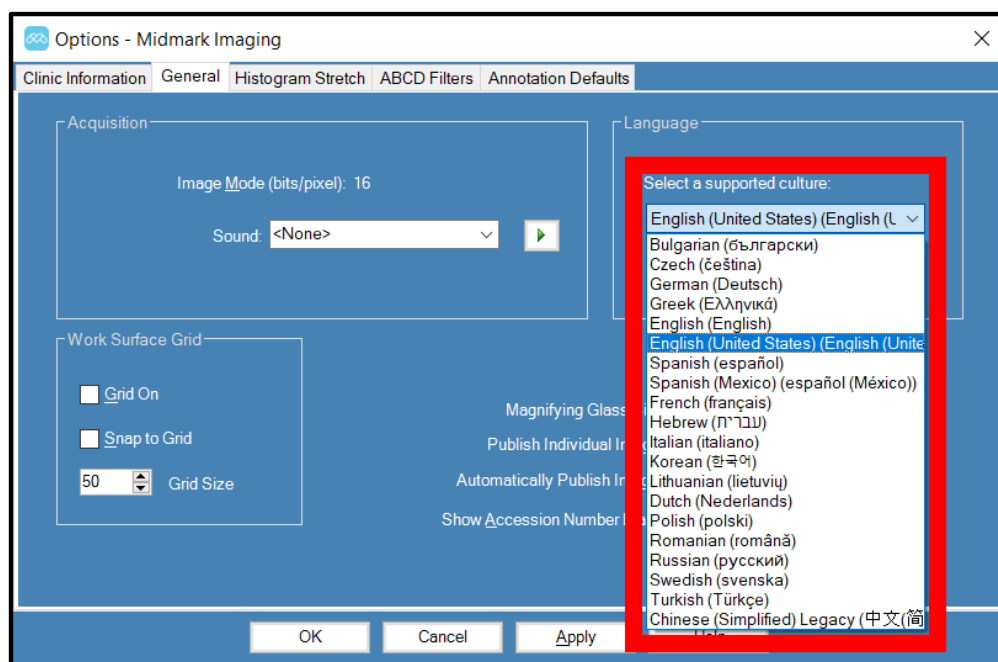 Options - Midmark Imaging
Clinic Information General Histogram Stretch ABCD Filters Annotation Defaults
Acquisition
Image Mode (bits/pixel): 16
Sound: <None>
Language
Select a supported culture:
English (United States) (English (U
Bulgarian (български)
Czech (čeština)
German (Deutsch)
Greek (Ελληνικά)
English (English)
English (United States) (English (Unite
Spanish (español)
Spanish (Mexico) (español (México))
French (français)
Hebrew (עברית)
Italian (italiano)
Korean (한국어)
Lithuanian (lietuvių)
Dutch (Nederlands)
Polish (polski)
Romanian (română)
Russian (русский)
Swedish (svenska)
Turkish (Türkçe)
Chinese (Simplified) Legacy (中文(简
Work Surface Grid
Grid On
Snap to Grid
50 Grid Size
Magnifying Glass
Publish Individual
Automatically Publish
Show Accession Number
OK Cancel Apply